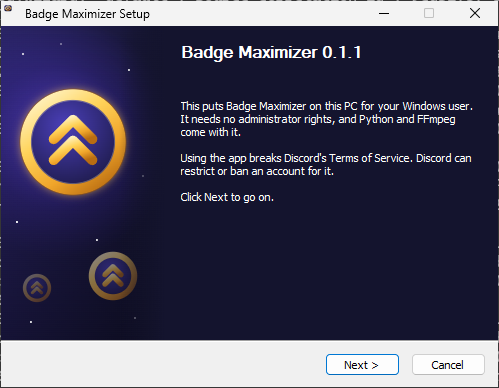 Badge Maximizer Setup
Badge Maximizer 0.1.1
This puts Badge Maximizer on this PC for your Windows user.
It needs no administrator rights, and Python and FFmpeg
come with it.
Using the app breaks Discord's Terms of Service. Discord can
restrict or ban an account for it.
Click Next to go on.
Next >
Cancel